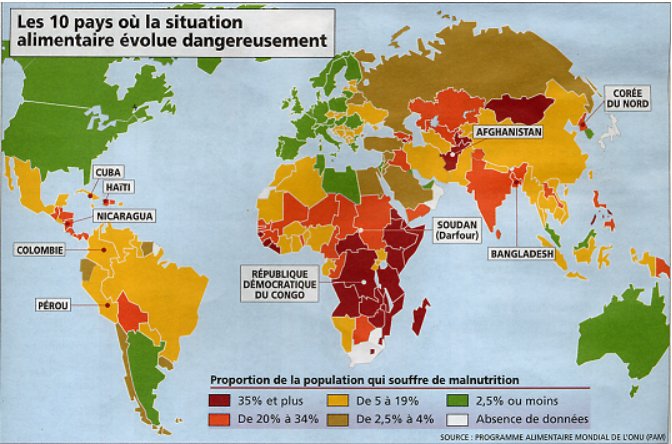 Les 10 pays où la situation
alimentaire évolue dangereusement
CORÉE
DU NORD
AFGHANISTAN
CUBA
HAïTI
NICARAGUA
SOUDAN
(Darfour)
COLOMBIE
BANGLADESH
RÉPUBLIQUE
DÉMOCRATIQUE
DU CONGO
PÉROU
Proportion de la population qui souffre de malnutrition
35% et plus
De 5 à 19%
2,5% ou moins
De 20% à 34%
De 2,5% à 4%
Absence de données
SOURCE : PROGRAMME ALIMENTAIRE MONDIAL DE L'ONU (PAM)